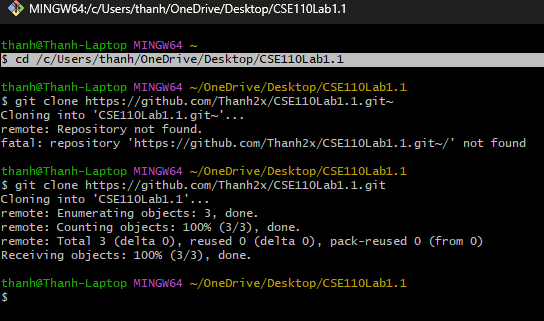 MINGW64:/c/Users/thanh/OneDrive/Desktop/CSE110Lab1.1
thanh@Thanh-Laptop MINGW64 ~
$ cd /c/Users/thanh/OneDrive/Desktop/CSE110Lab1.1
thanh@Thanh-Laptop MINGW64 ~/OneDrive/Desktop/CSE110Lab1.1
$ git clone https://github.com/Thanh2x/CSE110Lab1.1.git~
Cloning into 'CSE110Lab1.1.git~'...
remote: Repository not found.
fatal: repository 'https://github.com/Thanh2x/CSE110Lab1.1.git~/' not found
thanh@Thanh-Laptop MINGW64 ~/OneDrive/Desktop/CSE110Lab1.1
$ git clone https://github.com/Thanh2x/CSE110Lab1.1.git
Cloning into 'CSE110Lab1.1'...
remote: Enumerating objects: 3, done.
remote: Counting objects: 100% (3/3), done.
remote: Total 3 (delta 0), reused 0 (delta 0), pack-reused 0 (from 0)
Receiving objects: 100% (3/3), done.
thanh@Thanh-Laptop MINGW64 ~/OneDrive/Desktop/CSE110Lab1.1
$